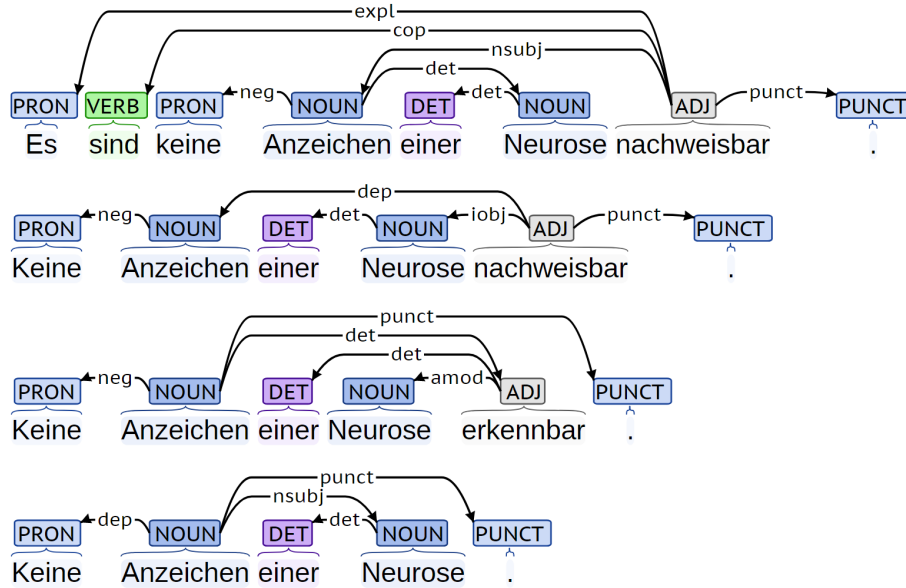 expl
cop
nsubj
det
neg det punct
PRON VERB PRON NOUN DET NOUN ADJ PUNCT
Es sind keine Anzeichen einer Neurose nachweisbar .
dep
neg det iobj punct
PRON NOUN DET NOUN ADJ PUNCT
Keine Anzeichen einer Neurose nachweisbar .
punct
det
det
neg amod
PRON NOUN DET NOUN ADJ PUNCT
Keine Anzeichen einer Neurose erkennbar .
punct
nsubj
dep det
PRON NOUN DET NOUN PUNCT
Keine Anzeichen einer Neurose .